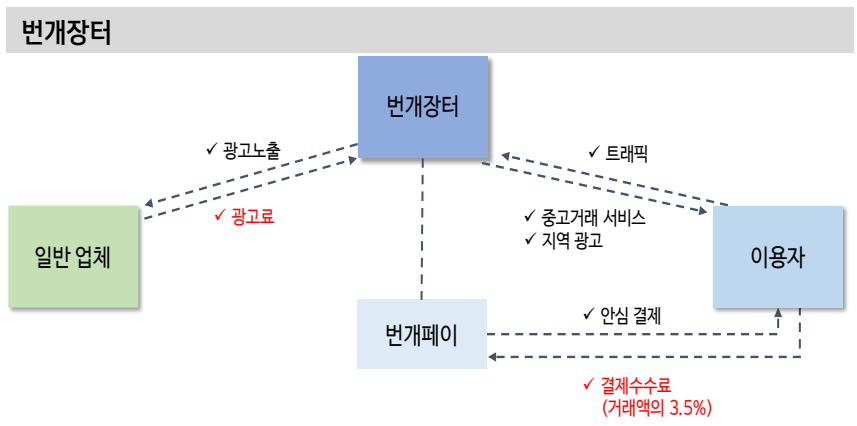 번개장터
번개장터
✓ 광고노출
✓ 트래픽
✓ 광고료
✓ 중고거래 서비스
✓ 지역 광고
일반 업체
이용자
번개페이
✓ 안심 결제
✓ 결제수수료
(거래액의 3.5%)